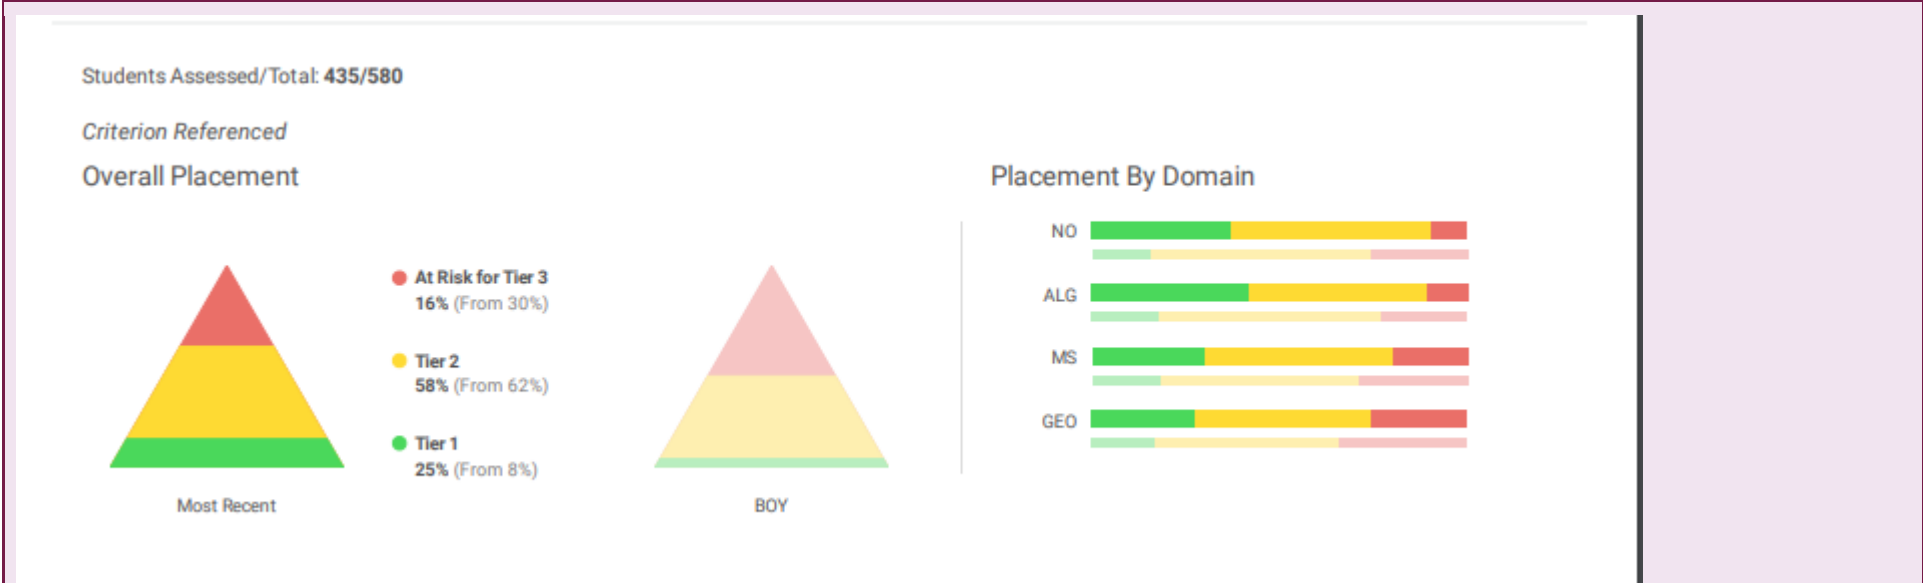 Students Assessed/Total: 435/580
Criterion Referenced
Overall Placement
At Risk for Tier 3
16% (From 30%)
Tier 2
58% (From 62%)
Tier 1
25% (From 8%)
Most Recent
BOY
Placement By Domain
NO
ALG
MS
GEO